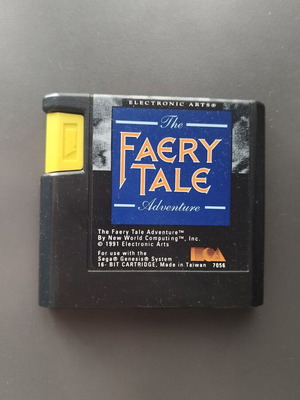 ELECTRONIC ARTS®
The
FAERY
TALE
Adventure
The Faery Tale Adventure™
By New World Computing™, Inc.
© 1991 Electronic Arts
For use with the
Sega® Genesis® System
16-BIT CARTRIDGE, Made in Taiwan 7056
EA